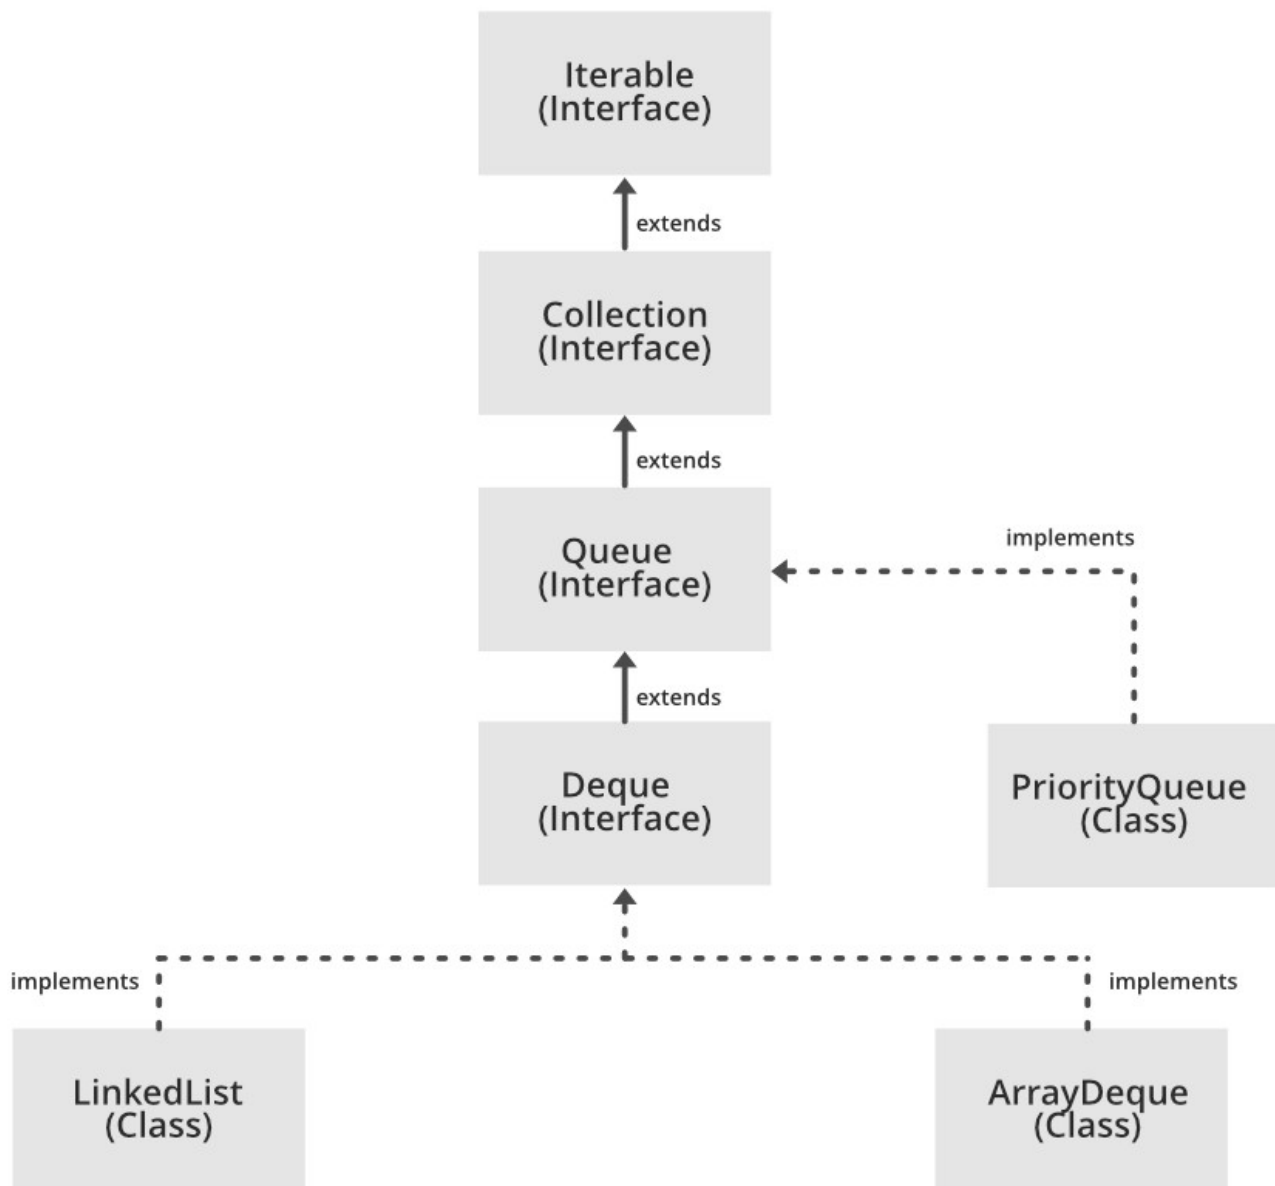 Iterable
(Interface)
extends
Collection
(Interface)
extends
Queue
(Interface)
implements
extends
Deque
(Interface)
PriorityQueue
(Class)
implements
implements
LinkedList
(Class)
ArrayDeque
(Class)